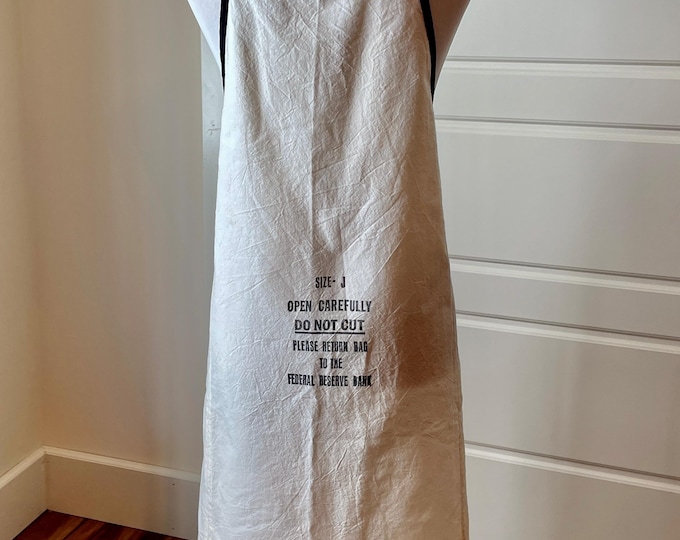 SIZE- J
OPEN CAREFULLY
DO NOT CUT
PLEASE RETURN BAG
TO THE
FEDERAL RESERVE BANK